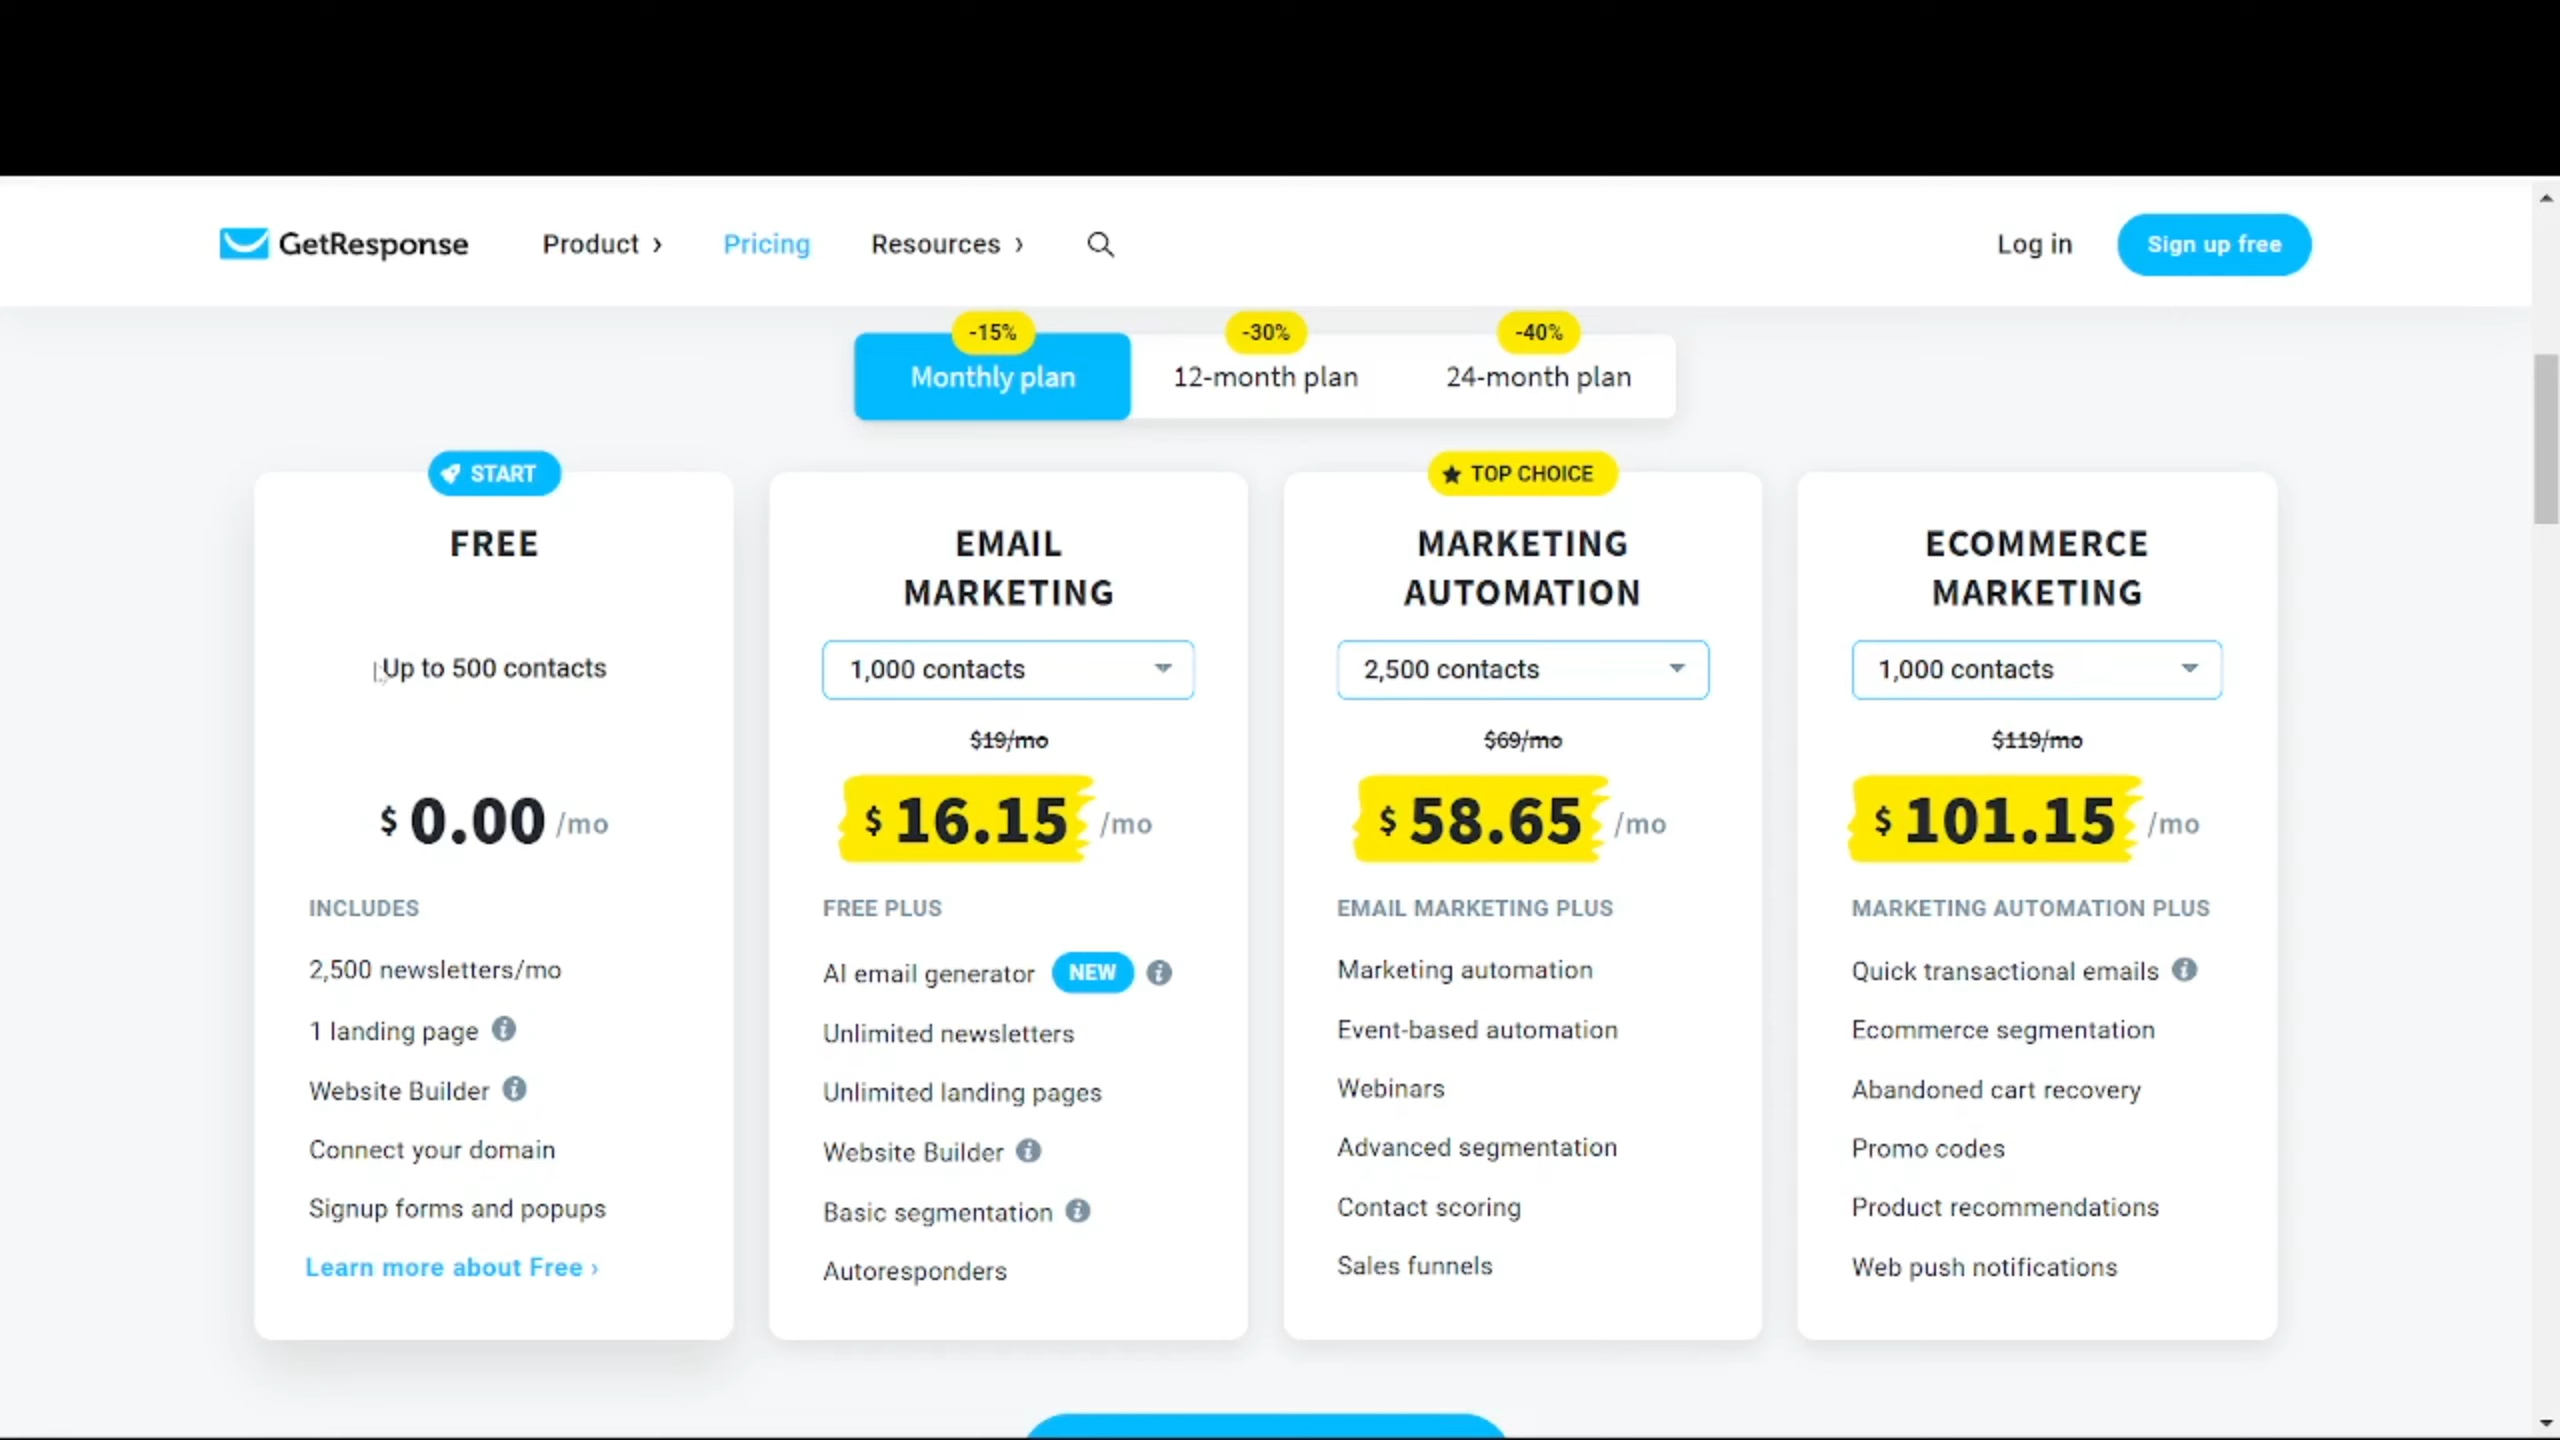 GetResponse Product › Pricing Resources › Log in Sign up free
-15% -30% -40%
Monthly plan 12-month plan 24-month plan
START
FREE
Up to 500 contacts
$ 0.00 /mo
INCLUDES
2,500 newsletters/mo
1 landing page
Website Builder
Connect your domain
Signup forms and popups
Learn more about Free ›
EMAIL
MARKETING
1,000 contacts
$19/mo
$ 16.15 /mo
FREE PLUS
AI email generator NEW
Unlimited newsletters
Unlimited landing pages
Website Builder
Basic segmentation
Autoresponders
TOP CHOICE
MARKETING
AUTOMATION
2,500 contacts
$69/mo
$ 58.65 /mo
EMAIL MARKETING PLUS
Marketing automation
Event-based automation
Webinars
Advanced segmentation
Contact scoring
Sales funnels
ECOMMERCE
MARKETING
1,000 contacts
$119/mo
$ 101.15 /mo
MARKETING AUTOMATION PLUS
Quick transactional emails
Ecommerce segmentation
Abandoned cart recovery
Promo codes
Product recommendations
Web push notifications